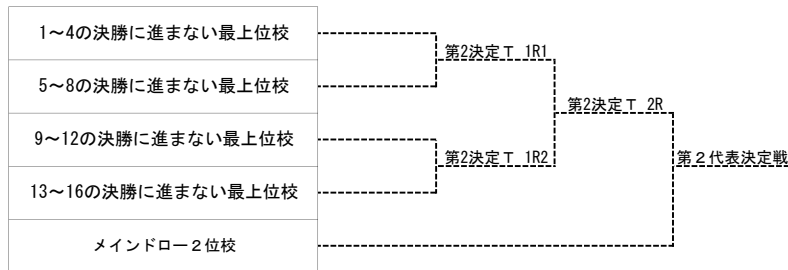 1～4の決勝に進まない最上位校
第2決定Ｔ 1R1
5～8の決勝に進まない最上位校
第2決定Ｔ 2R
9～12の決勝に進まない最上位校
第2決定Ｔ 1R2
第２代表決定戦
13～16の決勝に進まない最上位校
メインドロー２位校